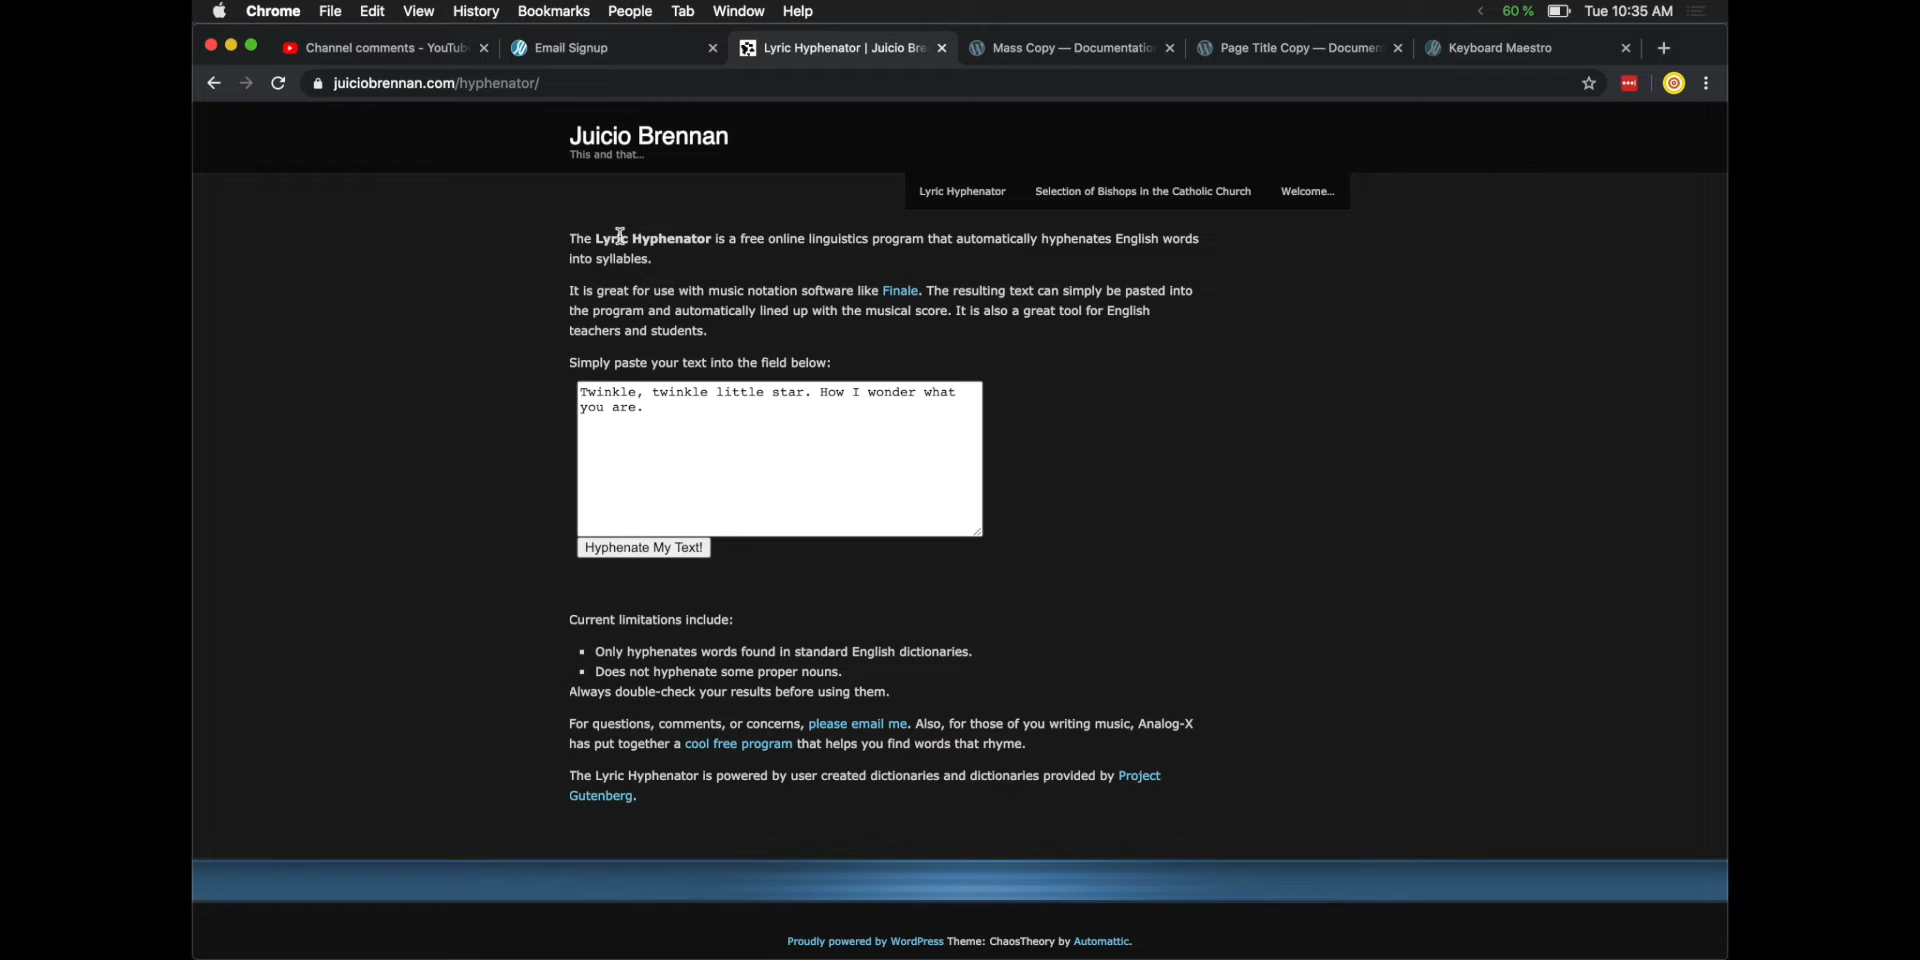 Chrome File Edit View History Bookmarks People Tab Window Help 60 % Tue 10:35 AM
Channel comments - YouTub Email Signup Lyric Hyphenator | Juicio Bre Mass Copy — Documentatio Page Title Copy — Documen Keyboard Maestro
juiciobrennan.com/hyphenator/
Juicio Brennan
This and that...
Lyric Hyphenator Selection of Bishops in the Catholic Church Welcome...
The Lyric Hyphenator is a free online linguistics program that automatically hyphenates English words
into syllables.
It is great for use with music notation software like Finale. The resulting text can simply be pasted into
the program and automatically lined up with the musical score. It is also a great tool for English
teachers and students.
Simply paste your text into the field below:
Twinkle, twinkle little star. How I wonder what
you are.
Hyphenate My Text!
Current limitations include:
Only hyphenates words found in standard English dictionaries.
Does not hyphenate some proper nouns.
Always double-check your results before using them.
For questions, comments, or concerns, please email me. Also, for those of you writing music, Analog-X
has put together a cool free program that helps you find words that rhyme.
The Lyric Hyphenator is powered by user created dictionaries and dictionaries provided by Project
Gutenberg.
Proudly powered by WordPress Theme: ChaosTheory by Automattic.